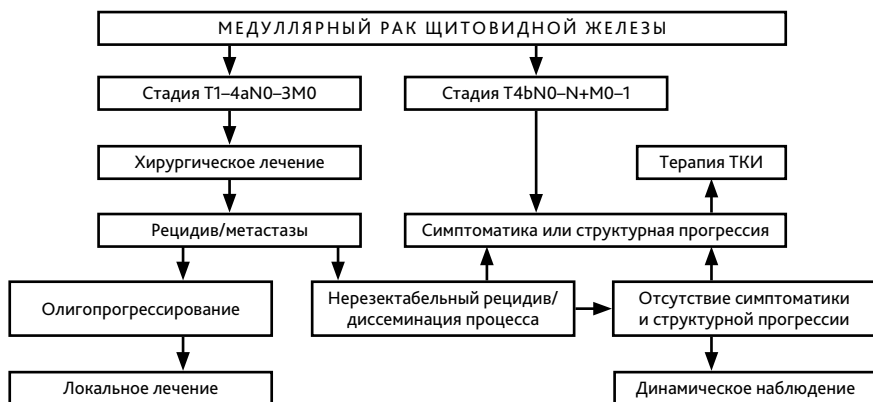 МЕДУЛЛЯРНЫЙ РАК ЩИТОВИДНОЙ ЖЕЛЕЗЫ
Стадия T1–4aN0–3M0
Стадия T4bN0–N+M0–1
Хирургическое лечение
Терапия ТКИ
Рецидив/метастазы
Симптоматика или структурная прогрессия
Олигопрогрессирование
Нерезектабельный рецидив/
диссеминация процесса
Отсутствие симптоматики
и структурной прогрессии
Локальное лечение
Динамическое наблюдение